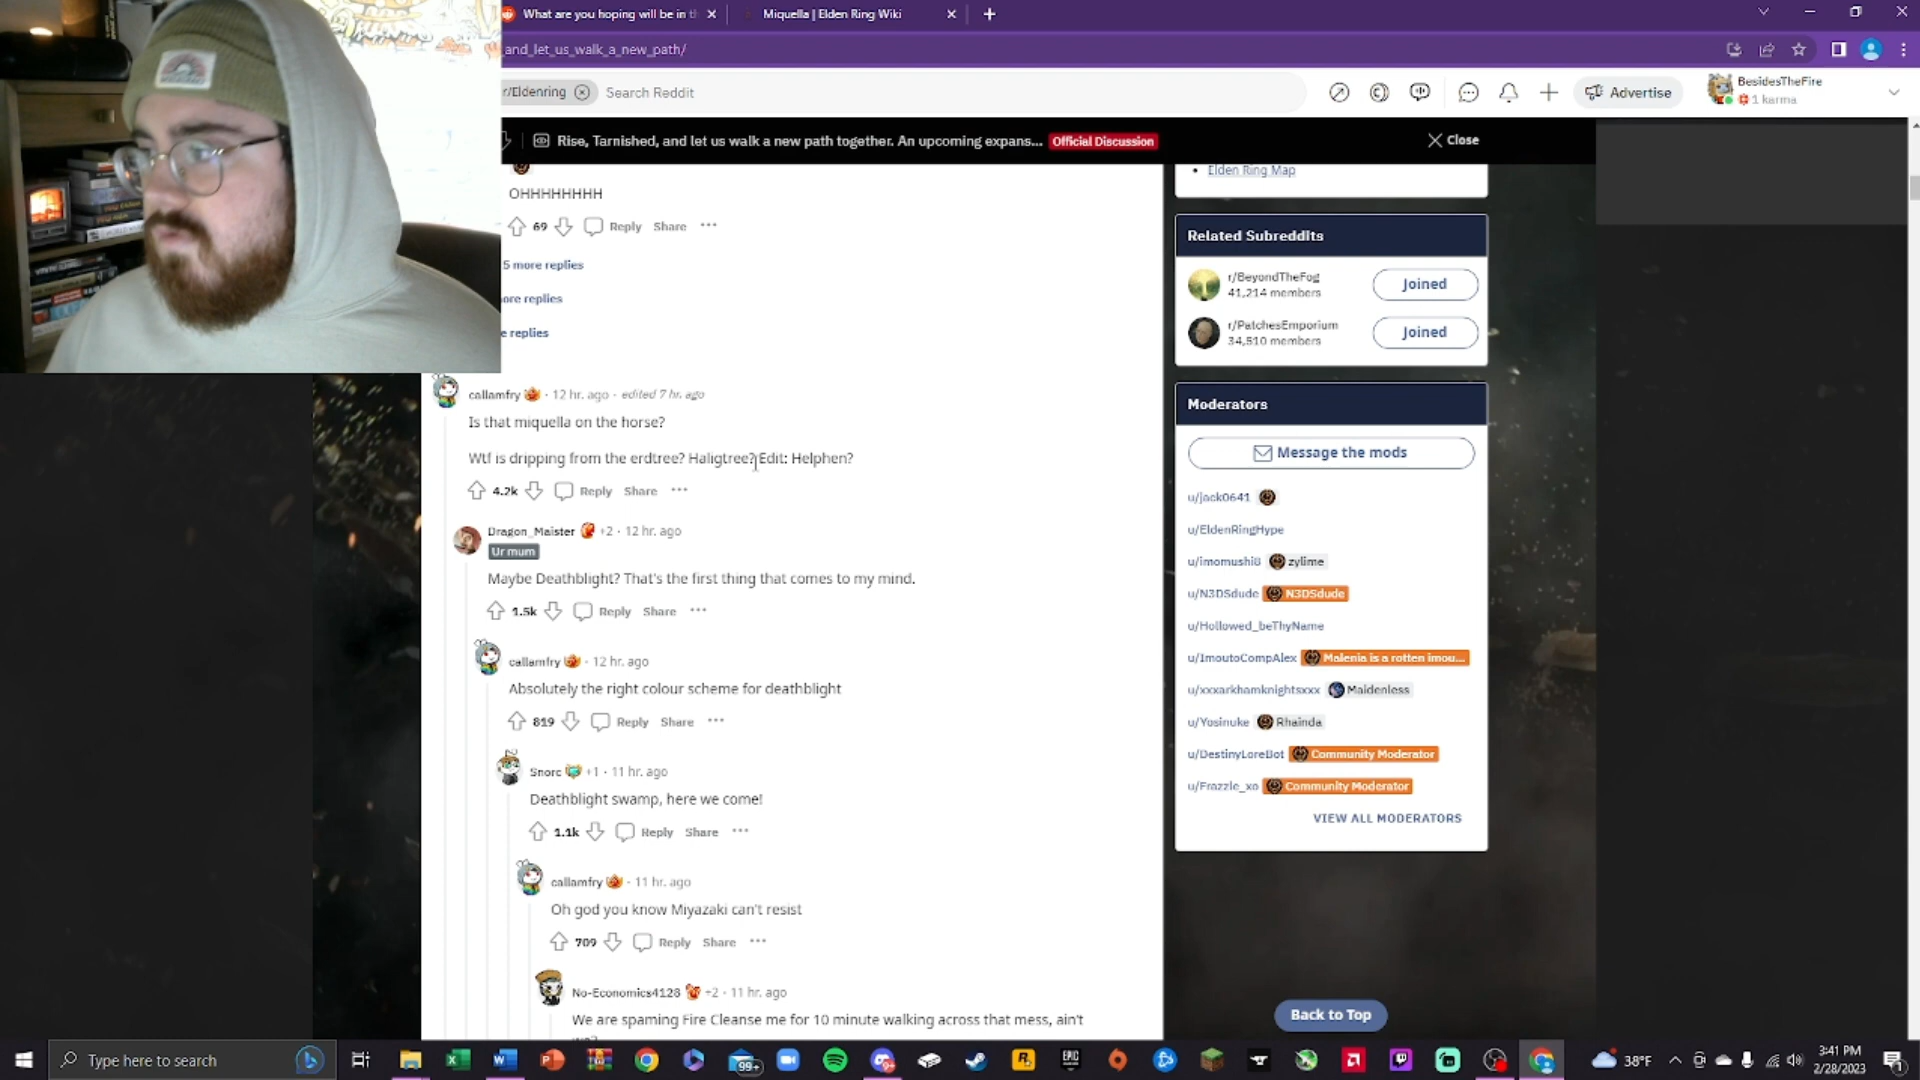 What are you hoping will be in t
Miquella | Elden Ring Wiki
_and_let_us_walk_a_new_path/
r/Eldenring
Search Reddit
Advertise
BesidesTheFire
1 karma
Rise, Tarnished, and let us walk a new path together. An upcoming expans...
Official Discussion
Close
OHHHHHHHH
69
Reply
Share
5 more replies
ore replies
e replies
callamfry · 12 hr. ago · edited 7 hr. ago
Is that miquella on the horse?
Wtf is dripping from the erdtree? Haligtree? Edit: Helphen?
4.2k
Reply
Share
Dragon_Maister +2 · 12 hr. ago
Ur mum
Maybe Deathblight? That's the first thing that comes to my mind.
1.5k
Reply
Share
callamfry · 12 hr. ago
Absolutely the right colour scheme for deathblight
819
Reply
Share
Snorc +1 · 11 hr. ago
Deathblight swamp, here we come!
1.1k
Reply
Share
callamfry · 11 hr. ago
Oh god you know Miyazaki can't resist
709
Reply
Share
No-Economics4128 +2 · 11 hr. ago
We are spaming Fire Cleanse me for 10 minute walking across that mess, ain't
Elden Ring Map
Related Subreddits
r/BeyondTheFog
41,214 members
Joined
r/PatchesEmporium
34,510 members
Joined
Moderators
Message the mods
u/jack0641
u/EldenRingHype
u/imomushi8 zylime
u/N3DSdude N3DSdude
u/Hollowed_beThyName
u/ImoutoCompAlex Malenia is a rotten imou...
u/xxxarkhamknightsxxx Maidenless
u/Yosinuke Rhainda
u/DestinyLoreBot Community Moderator
u/Frazzle_xo Community Moderator
VIEW ALL MODERATORS
Back to Top
Type here to search
99+
38°F
3:41 PM
2/28/2023